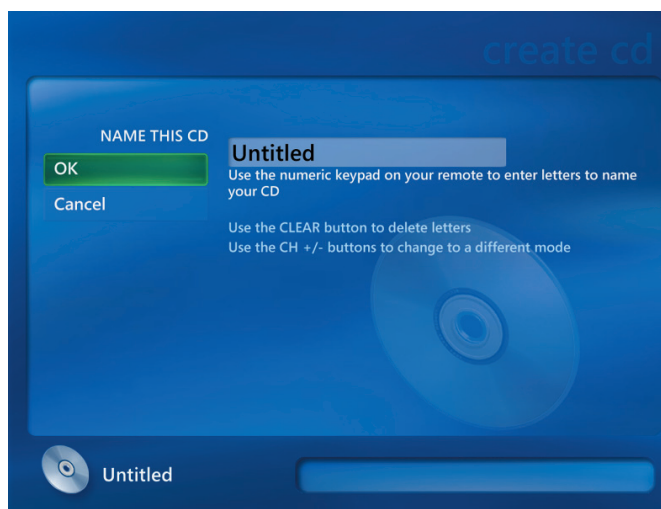 create cd
NAME THIS CD
OK
Cancel
Untitled
Use the numeric keypad on your remote to enter letters to name
your CD
Use the CLEAR button to delete letters
Use the CH +/- buttons to change to a different mode
Untitled